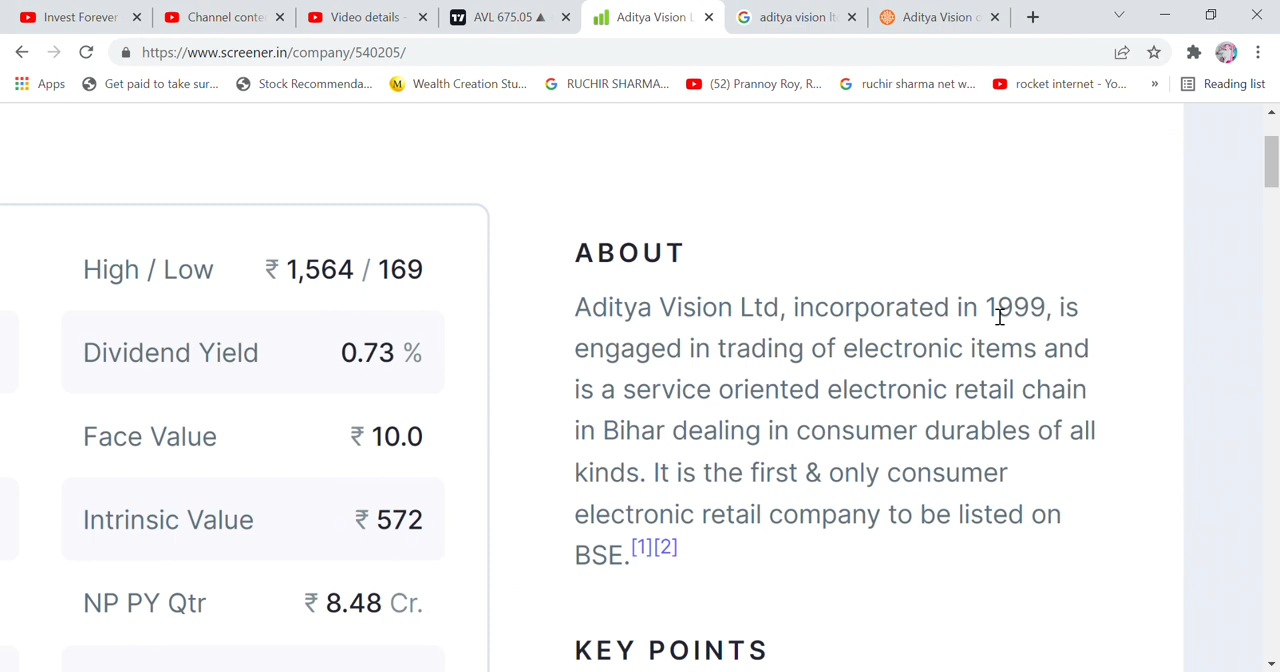 Invest Forever
Channel conte
Video details -
AVL 675.05 ▲
Aditya Vision L
aditya vision lt
Aditya Vision c
https://www.screener.in/company/540205/
Apps
Get paid to take sur...
Stock Recommenda...
Wealth Creation Stu...
RUCHIR SHARMA...
(52) Prannoy Roy, R...
ruchir sharma net w...
rocket internet - Yo...
»
Reading list
High / Low ₹ 1,564 / 169
Dividend Yield 0.73 %
Face Value ₹ 10.0
Intrinsic Value ₹ 572
NP PY Qtr ₹ 8.48 Cr.
ABOUT
Aditya Vision Ltd, incorporated in 1999, is
engaged in trading of electronic items and
is a service oriented electronic retail chain
in Bihar dealing in consumer durables of all
kinds. It is the first & only consumer
electronic retail company to be listed on
BSE.[1][2]
KEY POINTS